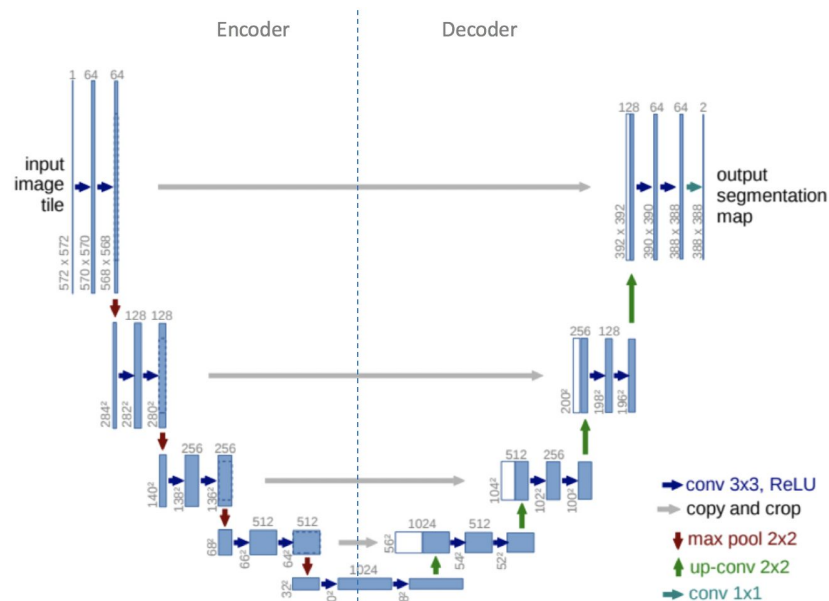 Encoder
Decoder
1 64 64
128 64 64 2
input
image
tile
output
segmentation
map
572 x 572
570 x 570
568 x 568
392 x 392
390 x 390
388 x 388
388 x 388
128 128
256 128
284²
282²
280²
200²
198²
196²
256 256
512 256
140²
138²
136²
104²
102²
100²
512 512
1024 512
68²
66²
64²
56²
54²
52²
1024
32²
conv 3x3, ReLU
copy and crop
max pool 2x2
up-conv 2x2
conv 1x1